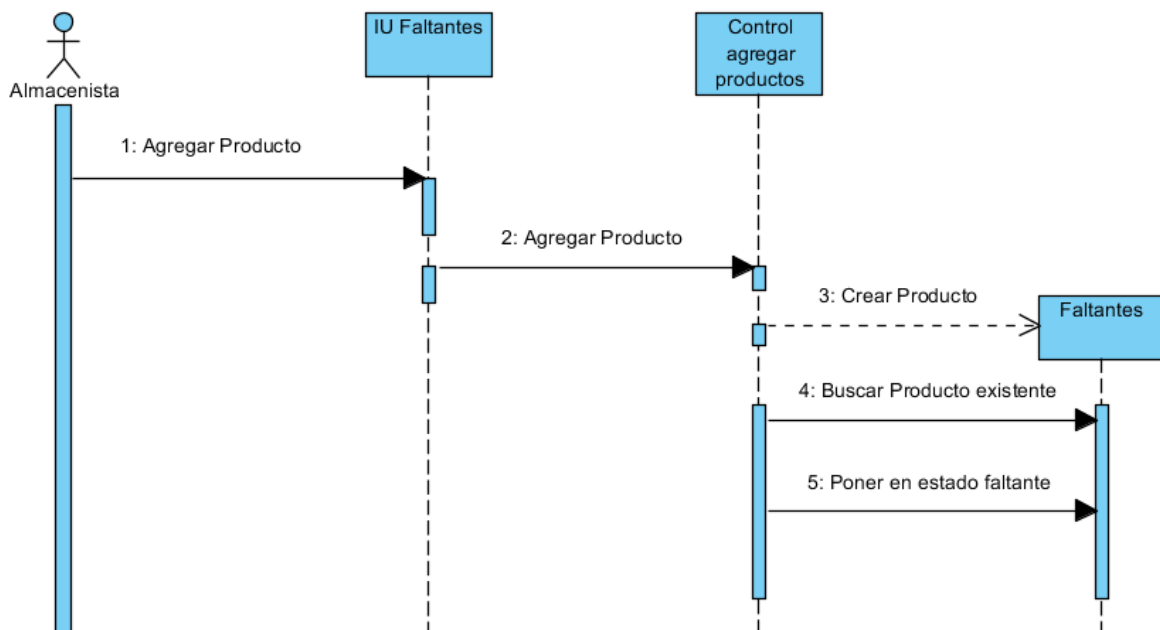 Almacenista
IU Faltantes
Control
agregar
productos
1: Agregar Producto
2: Agregar Producto
3: Crear Producto
Faltantes
4: Buscar Producto existente
5: Poner en estado faltante